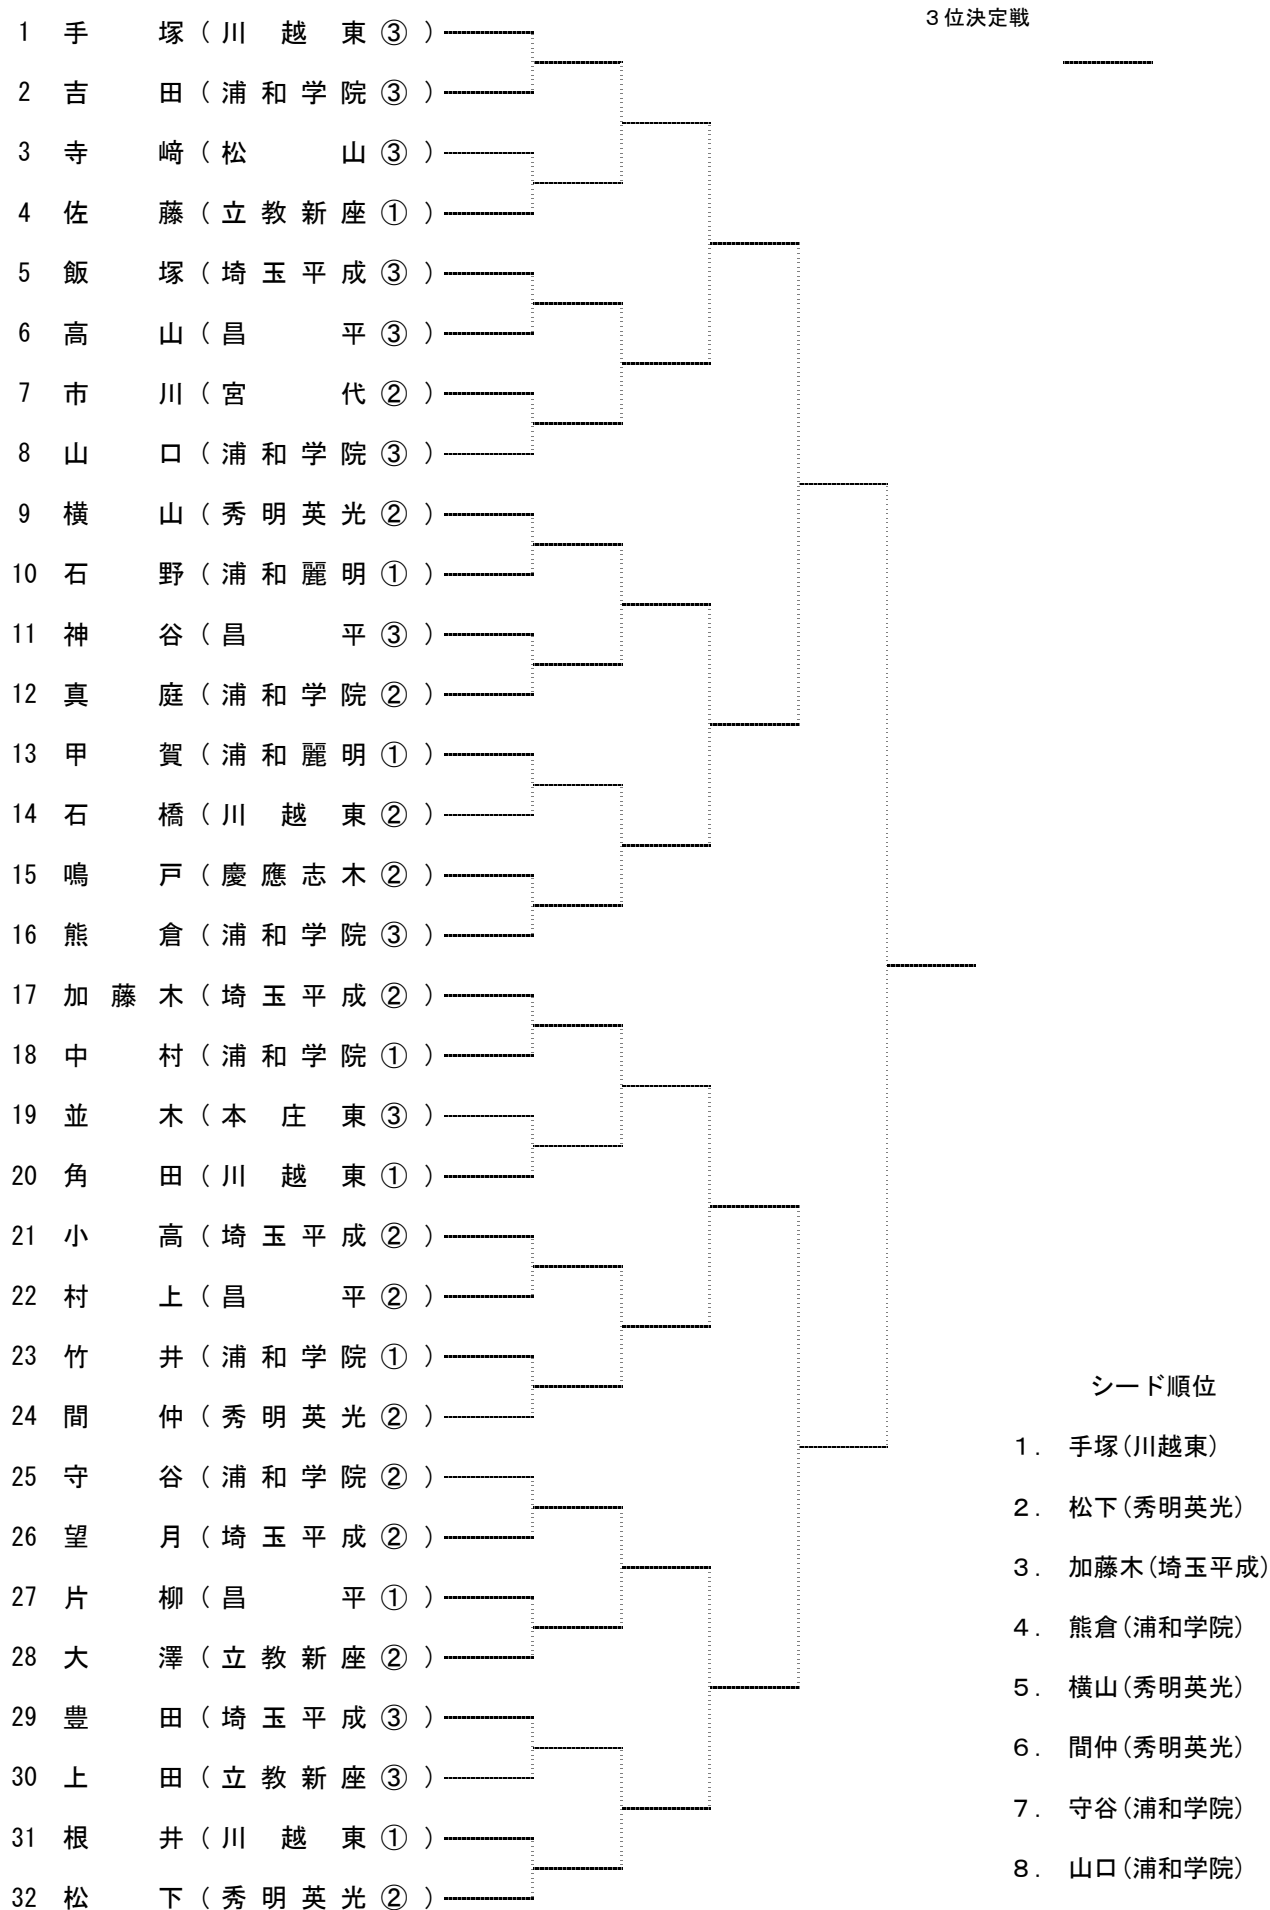 ３位決定戦
1 手塚（川越東③）
2 吉田（浦和学院③）
3 寺﨑（松山③）
4 佐藤（立教新座①）
5 飯塚（埼玉平成③）
6 高山（昌平③）
7 市川（宮代②）
8 山口（浦和学院③）
9 横山（秀明英光②）
10 石野（浦和麗明①）
11 神谷（昌平③）
12 真庭（浦和学院②）
13 甲賀（浦和麗明①）
14 石橋（川越東②）
15 鳴戸（慶應志木②）
16 熊倉（浦和学院③）
17 加藤木（埼玉平成②）
18 中村（浦和学院①）
19 並木（本庄東③）
20 角田（川越東①）
21 小高（埼玉平成②）
22 村上（昌平②）
23 竹井（浦和学院①）
24 間仲（秀明英光②）
25 守谷（浦和学院②）
26 望月（埼玉平成②）
27 片柳（昌平①）
28 大澤（立教新座②）
29 豊田（埼玉平成③）
30 上田（立教新座③）
31 根井（川越東①）
32 松下（秀明英光②）
シード順位
１．手塚(川越東)
２．松下(秀明英光)
３．加藤木(埼玉平成)
４．熊倉(浦和学院)
５．横山(秀明英光)
６．間仲(秀明英光)
７．守谷(浦和学院)
８．山口(浦和学院)